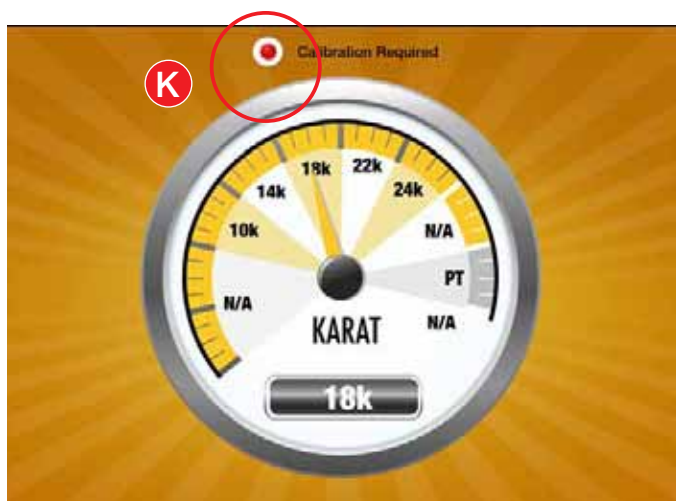 Calibration Required
K
18k
22k
14k
24k
10k
N/A
PT
N/A
N/A
KARAT
18k